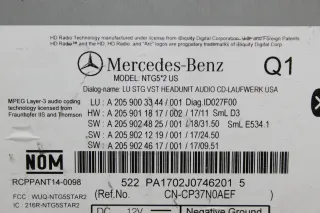 HD Radio Technology manufactured under license from iBiquity Digital Corporation. U.S. and Foreign
Patents. HD Radio and the HD, HD Radio, and "Arc" logos are proprietary trademarks of iBiquity Digital Corp.
Mercedes-Benz
Q1
MODEL: NTG5*2 US
Dialog-name: LU STG VST HEADUNIT AUDIO CD-LAUFWERK USA
MPEG Layer-3 audio coding
technology licensed from
Fraunhofer IIS and Thomson
LU : A 205 900 33 44 / 001 Diag.ID027F00
HW : A 205 901 18 17 / 002 / 17/11 SmL D3
SW : A 205 902 48 25 / 001 / 18/31.50 SmL E534.1
SW : A 205 902 12 19 / 001 / 17/24.50
SW : A 205 902 46 17 / 001 / 17/09.51
NOM
RCPPANT14-0098
522 PA1702J0746201 5
(Ref.No. CN-CP37N0AEF )
FCC ID: WUQ-NTG5STAR2
IC : 216R-NTG5STAR2
DC 12V
Negative Ground